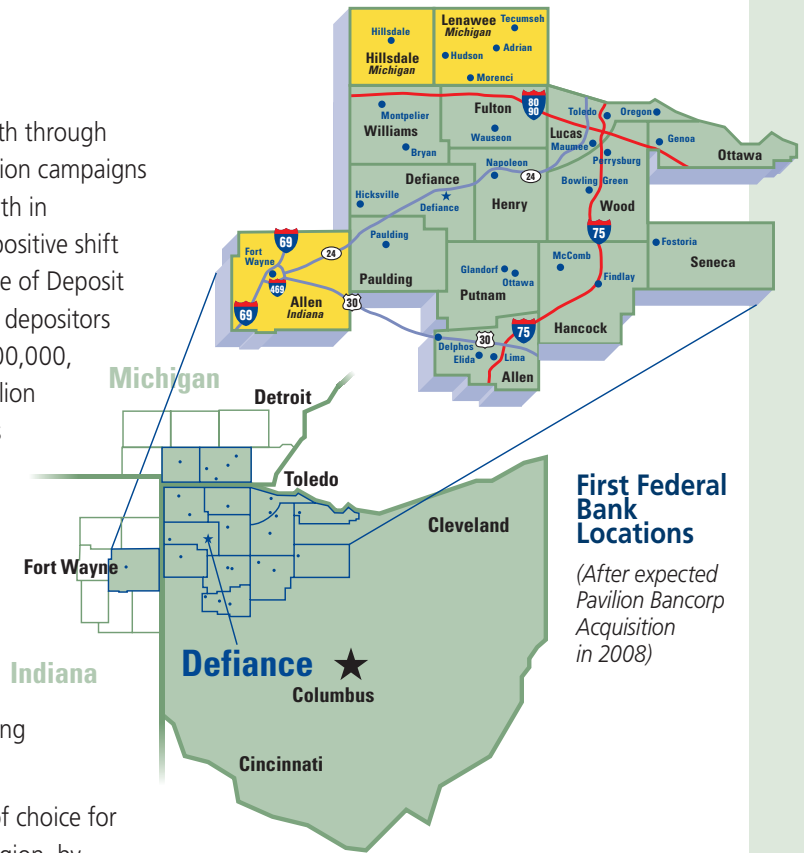 th through
tion campaigns
th in
positive shift
e of Deposit
depositors
00,000,
lion
s
ng
f choice for
gion, by
Hillsdale
Hillsdale
Michigan
Lenawee
Michigan
Tecumseh
Hudson
Adrian
Morenci
80
90
Montpelier
Williams
Bryan
Fulton
Wauseon
Lucas
Toledo
Oregon
Maumee
Perrysburg
Genoa
Ottawa
Defiance
Hicksville
Defiance
Napoleon
24
Henry
Bowling Green
Wood
75
Fort
Wayne
69
24
469
69
Allen
Indiana
30
Paulding
Paulding
Glandorf
Ottawa
Putnam
McComb
Findlay
Hancock
Fostoria
Seneca
75
30
Delphos
Elida
Lima
Allen
Michigan
Detroit
Toledo
Cleveland
Fort Wayne
Indiana
Defiance
Columbus
Cincinnati
First Federal
Bank
Locations
(After expected
Pavilion Bancorp
Acquisition
in 2008)